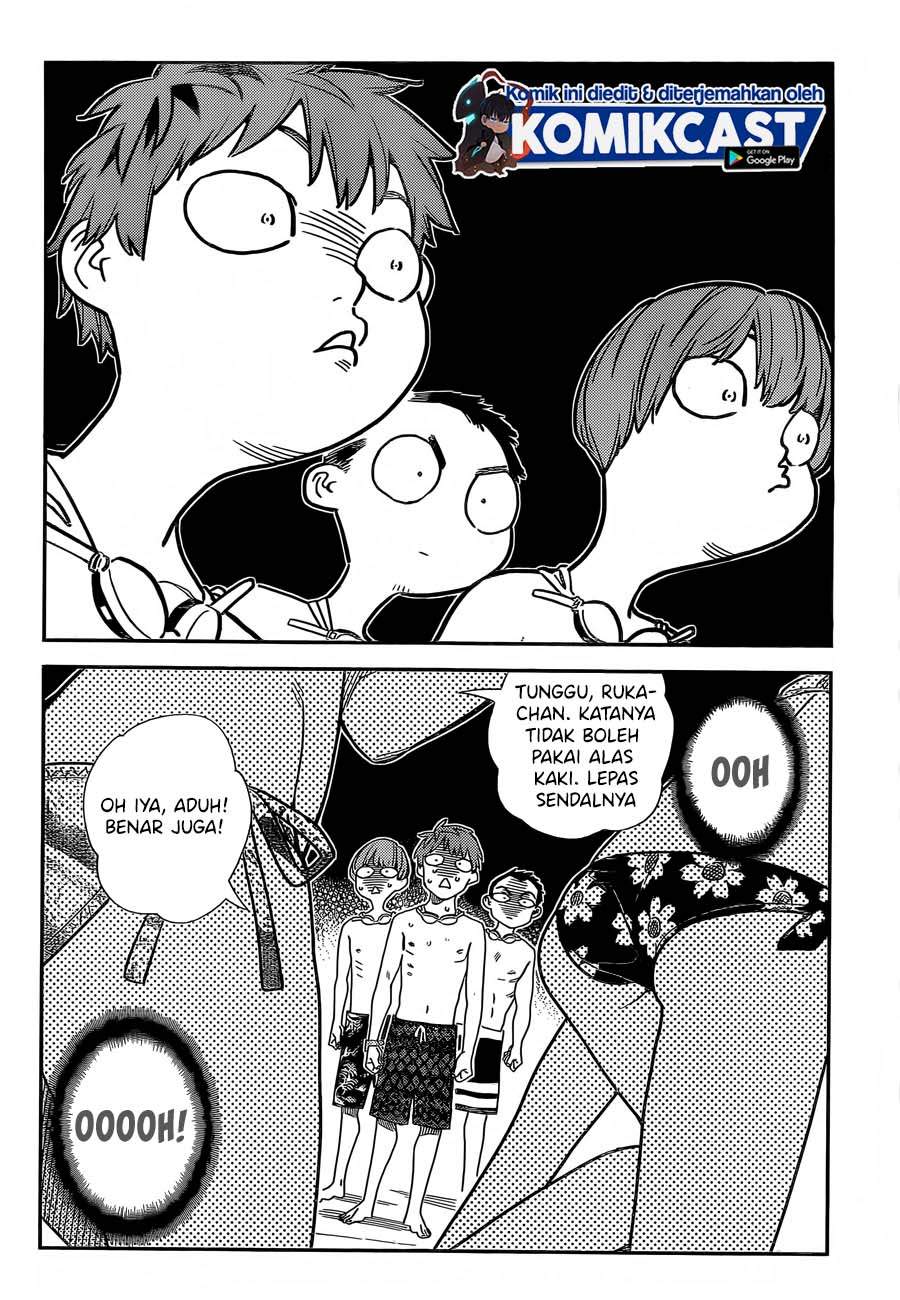 Komik ini diedit & diterjemahkan oleh
KOMIKCAST
GET IT ON
Google Play
TUNGGU, RUKA-
CHAN. KATANYA
TIDAK BOLEH
PAKAI ALAS
KAKI. LEPAS
SENDALNYA
OOH
OH IYA, ADUH!
BENAR JUGA!
OOOOH!